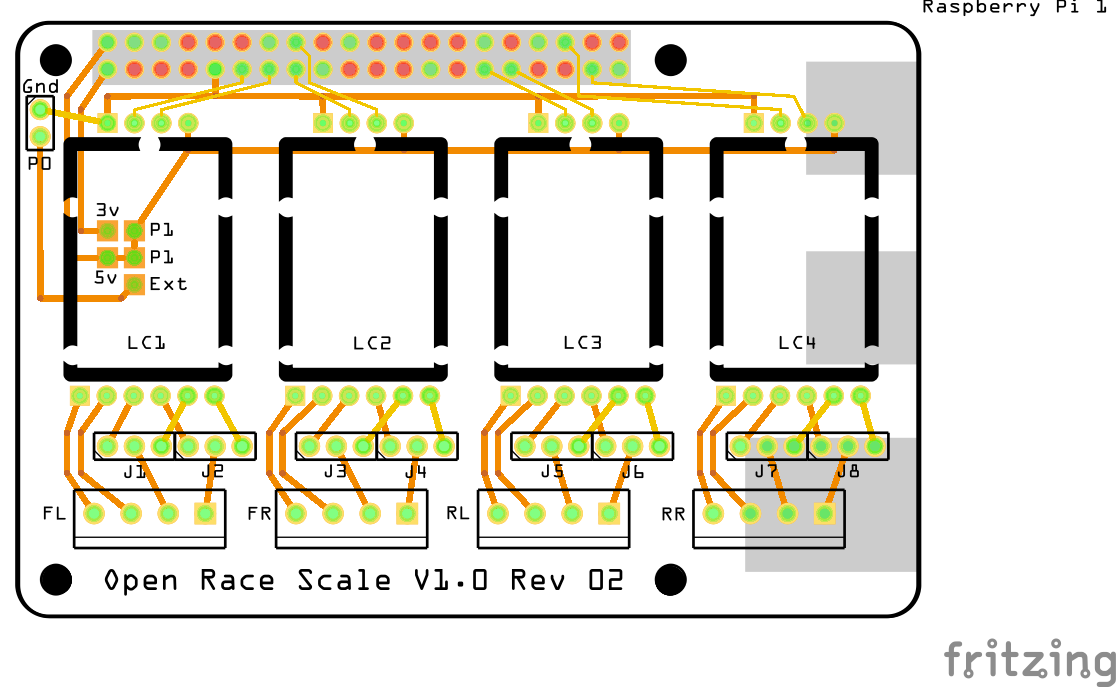 Raspberry Pi 1
Gnd
P0
3v
P1
P1
5v
Ext
LC1 LC2 LC3 LC4
J1 J2 J3 J4 J5 J6 J7 J8
FL FR RL RR
Open Race Scale V1.0 Rev 02
fritzing